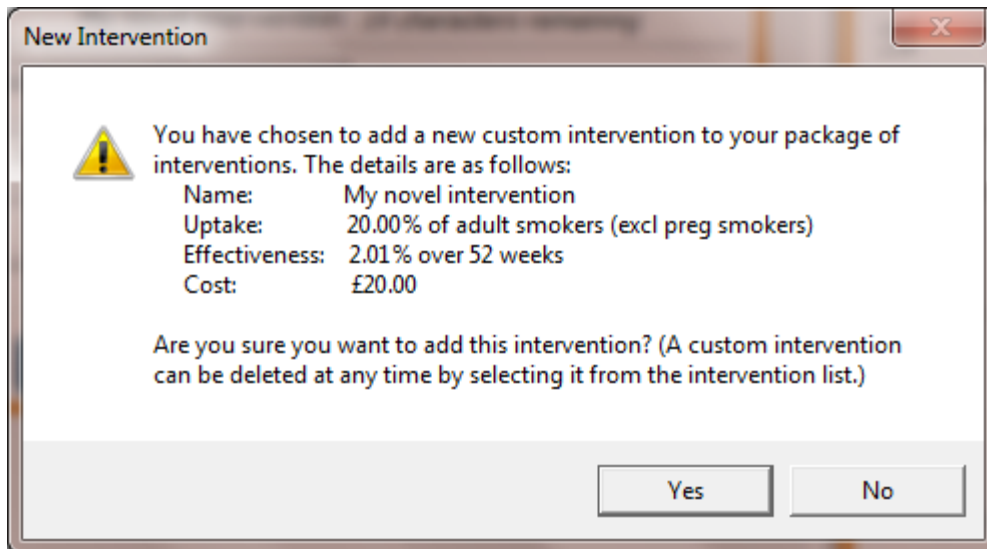 24 characters remaining
New Intervention
You have chosen to add a new custom intervention to your package of
interventions. The details are as follows:
Name: My novel intervention
Uptake: 20.00% of adult smokers (excl preg smokers)
Effectiveness: 2.01% over 52 weeks
Cost: £20.00
Are you sure you want to add this intervention? (A custom intervention
can be deleted at any time by selecting it from the intervention list.)
Yes No